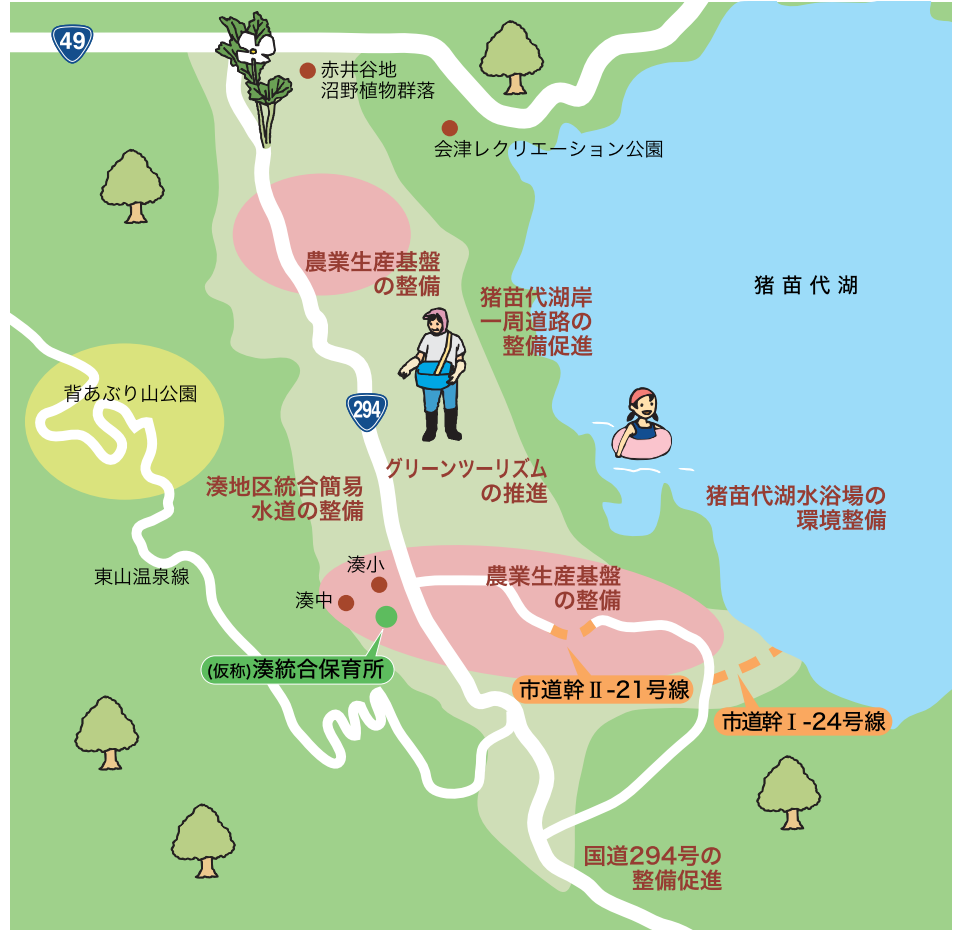 49
赤井谷地
沼野植物群落
会津レクリエーション公園
農業生産基盤
の整備
猪苗代湖
猪苗代湖岸
一周道路の
整備促進
背あぶり山公園
294
グリーンツーリズム
の推進
湊地区統合簡易
水道の整備
猪苗代湖水浴場の
環境整備
東山温泉線
湊小
湊中
農業生産基盤
の整備
(仮称)湊統合保育所
市道幹Ⅱ-21号線
市道幹Ⅰ-24号線
国道294号の
整備促進